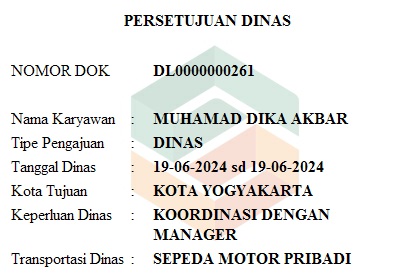 PERSETUJUAN DINAS
NOMOR DOK DL0000000261
Nama Karyawan : MUHAMAD DIKA AKBAR
Tipe Pengajuan : DINAS
Tanggal Dinas : 19-06-2024 sd 19-06-2024
Kota Tujuan : KOTA YOGYAKARTA
Keperluan Dinas : KOORDINASI DENGAN
MANAGER
Transportasi Dinas : SEPEDA MOTOR PRIBADI